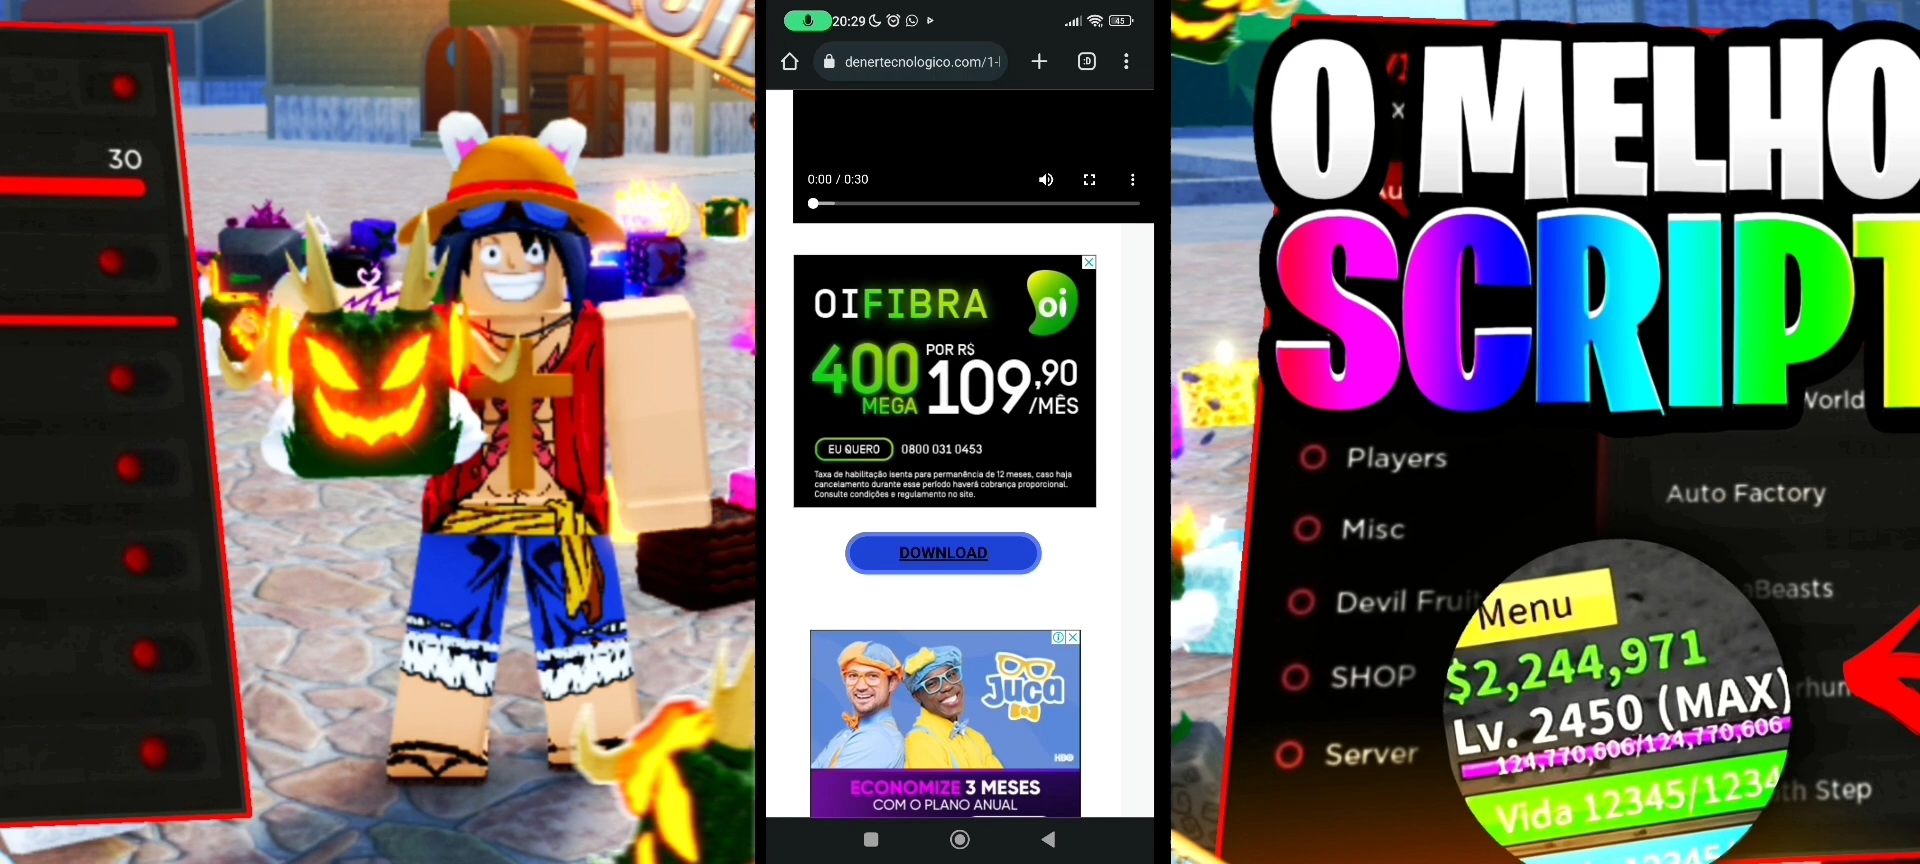 30
20:29
45
denertecnologico.com/1-
0:00 / 0:30
OIFIBRA
oi
400
MEGA
POR R$
109,90
/MÊS
EU QUERO
0800 031 0453
Taxa de habilitação isenta para permanência de 12 meses, caso haja
cancelamento durante esse período haverá cobrança proporcional.
Consulte condições e regulamento no site.
DOWNLOAD
Juca
HBO
ECONOMIZE 3 MESES
COM O PLANO ANUAL
O MELHO
SCRIPT
World
Players
Auto Factory
Misc
Beasts
Devil Fruit
SHOP
Server
th Step
Menu
$2,244,971
Lv. 2450 (MAX)
124,770,606/124,770,606
Vida 12345/1234
12345/